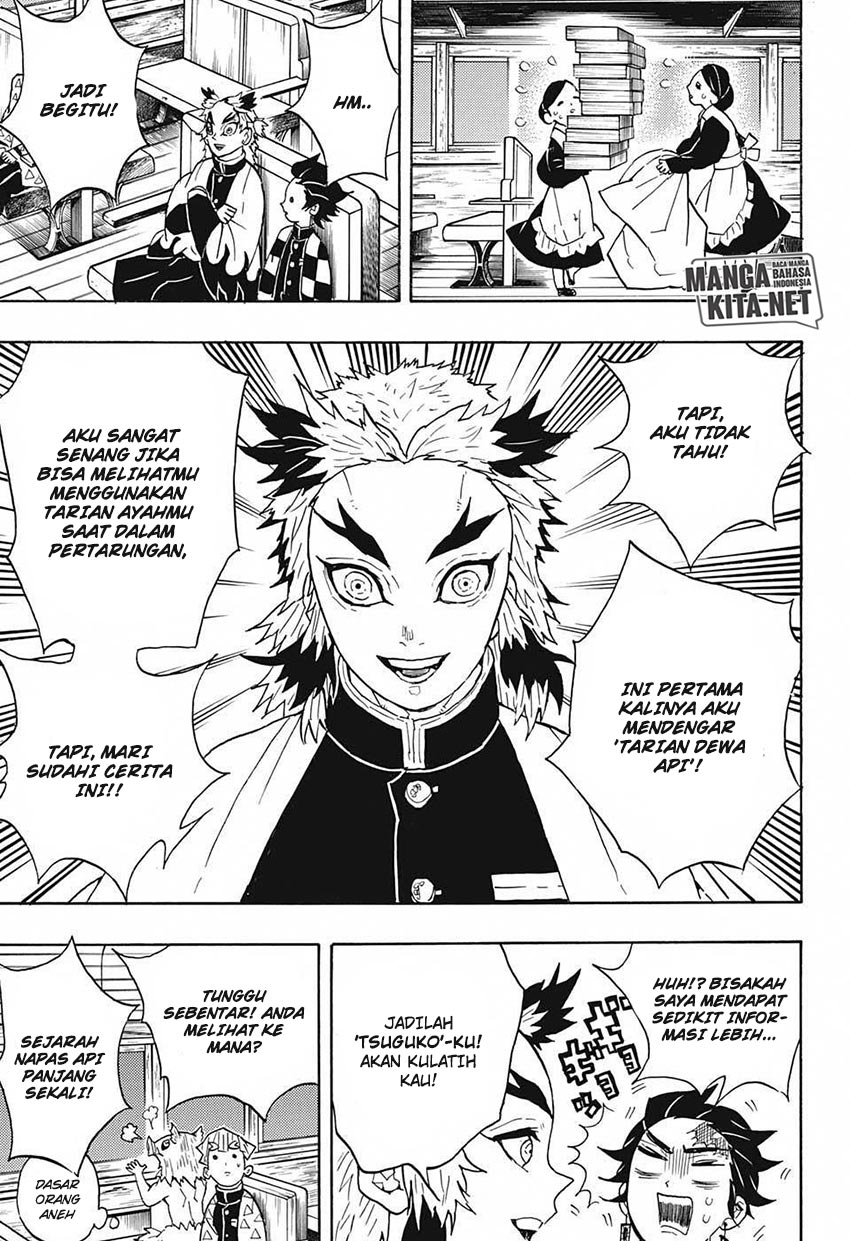 HM..
JADI
BEGITU!
MANGA
KITA.NET
BACA MANGA
BAHASA
INDONESIA
TAPI,
AKU TIDAK
TAHU!
INI PERTAMA
KALINYA AKU
MENDENGAR
'TARIAN DEWA
API'!
AKU SANGAT
SENANG JIKA
BISA MELIHATMU
MENGGUNAKAN
TARIAN AYAHMU
SAAT DALAM
PERTARUNGAN,
TAPI, MARI
SUDAHI CERITA
INI!!
HUH!? BISAKAH
SAYA MENDAPAT
SEDIKIT INFOR-
MASI LEBIH...
JADILAH
'TSUGUKO'-KU!
AKAN KULATIH
KAU!
TUNGGU
SEBENTAR! ANDA
MELIHAT KE
MANA?
SEJARAH
NAPAS API
PANJANG
SEKALI!
DASAR
ORANG
ANEH